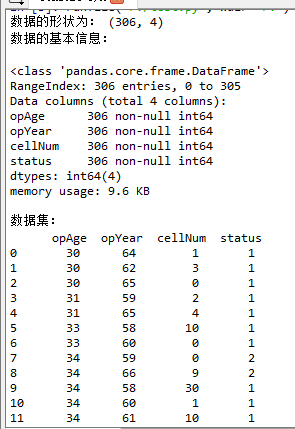 数据的形状为： (306, 4)
数据的基本信息：
<class 'pandas.core.frame.DataFrame'>
RangeIndex: 306 entries, 0 to 305
Data columns (total 4 columns):
opAge 306 non-null int64
opYear 306 non-null int64
cellNum 306 non-null int64
status 306 non-null int64
dtypes: int64(4)
memory usage: 9.6 KB
数据集：
opAge opYear cellNum status
0 30 64 1 1
1 30 62 3 1
2 30 65 0 1
3 31 59 2 1
4 31 65 4 1
5 33 58 10 1
6 33 60 0 1
7 34 59 0 2
8 34 66 9 2
9 34 58 30 1
10 34 60 1 1
11 34 61 10 1